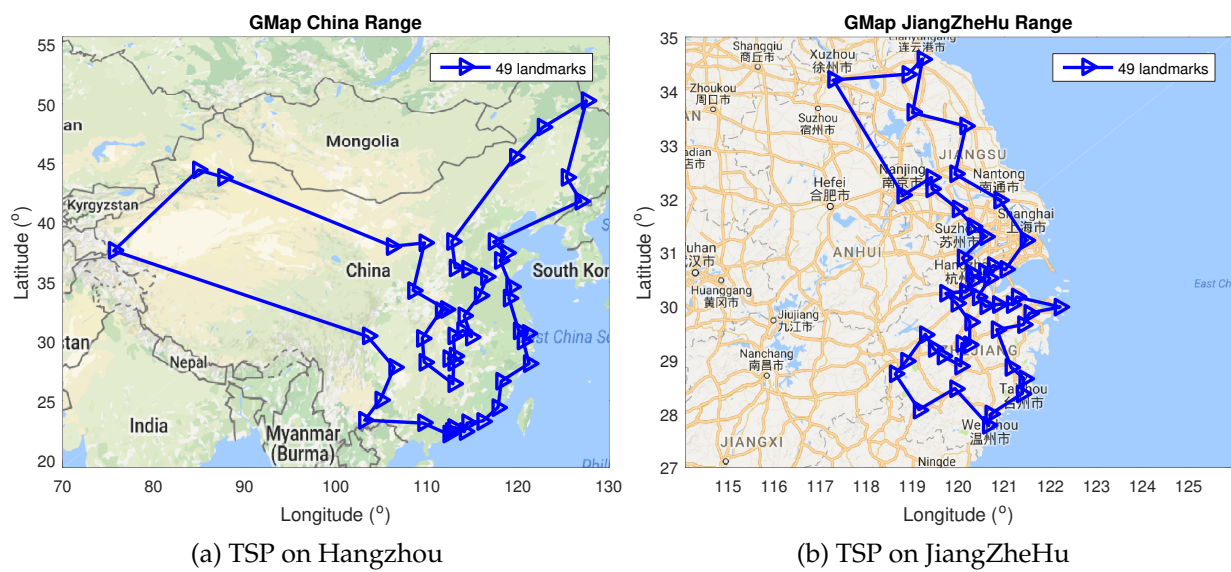 GMap China Range
GMap JiangZheHu Range
55
50
45
40
35
30
25
20
Latitude (°)
49 landmarks
Mongolia
Kyrgyzstan
China
South Kor
East China S
Nepal
India
Myanmar
(Burma)
70
80
90
100
110
120
130
Longitude (°)
35
34
33
32
31
30
29
28
27
Latitude (°)
49 landmarks
Shangqiu
商丘市
Xuzhou
徐州市
连云港市
Zhoukou
周口市
Suzhou
宿州市
JIANGSU
Nanjing
南京市
Nantong
南通市
Hefei
合肥市
Shanghai
上海市
Suzhou
苏州市
ANHUI
Huanggang
黄冈市
Jiujiang
九江市
East Ch
Nanchang
南昌市
台州市
温州市
JIANGXI
Ningde
115
116
117
118
119
120
121
122
123
124
125
Longitude (°)
(a) TSP on Hangzhou
(b) TSP on JiangZheHu